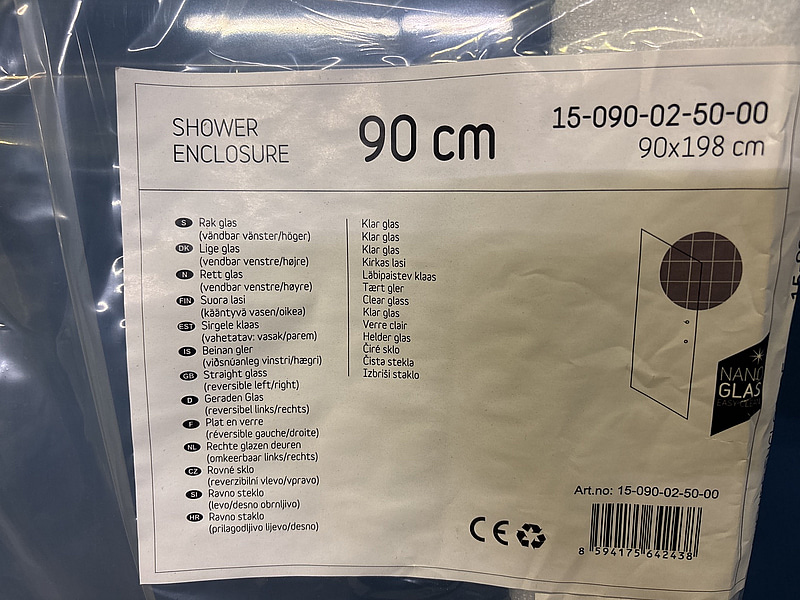 SHOWER
ENCLOSURE
90 cm
15-090-02-50-00
90x198 cm
S Rak glas
(vändbar vänster/höger)
DK Lige glas
(vendbar venstre/højre)
N Rett glas
(vendbar venstre/høyre)
FIN Suora lasi
(kääntyvä vasen/oikea)
EST Sirgele klaas
(vahetatav: vasak/parem)
IS Beinan gler
(viðsnúanleg vinstri/hægri)
GB Straight glass
(reversible left/right)
D Geraden Glas
(reversibel links/rechts)
F Plat en verre
(réversible gauche/droite)
NL Rechte glazen deuren
(omkeerbaar links/rechts)
CZ Rovné sklo
(reverzibilni vlevo/vpravo)
SI Ravno steklo
(levo/desno obrnljivo)
HR Ravno staklo
(prilagodljivo lijevo/desno)
Klar glas
Klar glas
Klar glas
Kirkas lasi
Läbipaistev klaas
Tært gler
Clear glass
Klar glas
Verre clair
Helder glas
Čiré sklo
Čista stekla
Izbriši staklo
NANO
GLAS
Art.no: 15-090-02-50-00
CE
8 594175 642438